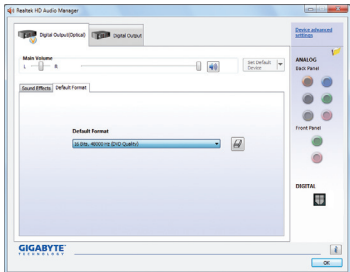 Realtek HD Audio Manager
Digital Output(Optical)
Digital Output
Device advanced settings
Main Volume
L
R
Set Default Device
ANALOG
Back Panel
Sound Effects
Default Format
Default Format
16 Bits, 48000 Hz (DVD Quality)
Front Panel
DIGITAL
GIGABYTE™
TECHNOLOGY
i
OK